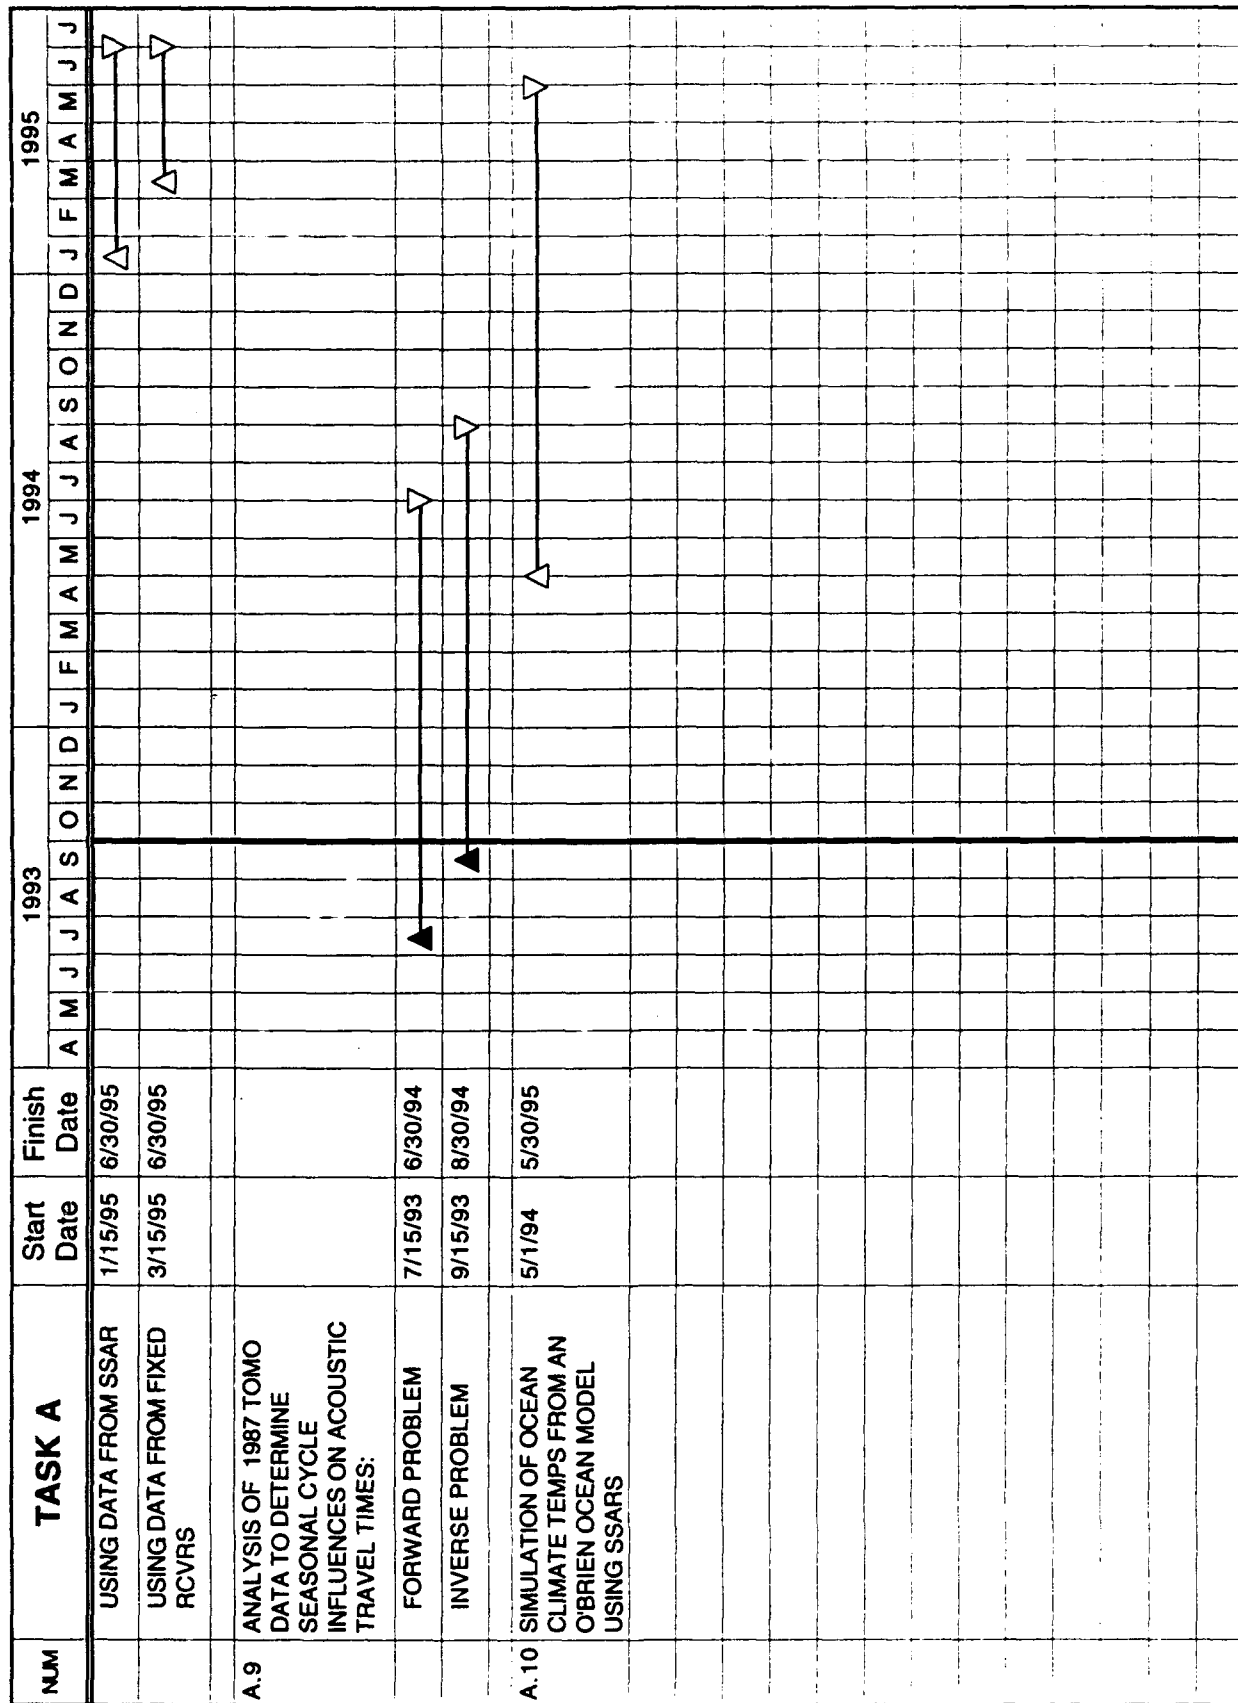 NUM TASK A Start Date Finish Date 1993 1994 1995
A M J J A S O N D J F M A M J J A S O N D J F M A M J J
USING DATA FROM SSAR 1/15/95 6/30/95
USING DATA FROM FIXED 3/15/95 6/30/95
RCVRS
A.9 ANALYSIS OF 1987 TOMO
DATA TO DETERMINE
SEASONAL CYCLE
INFLUENCES ON ACOUSTIC
TRAVEL TIMES:
FORWARD PROBLEM 7/15/93 6/30/94
INVERSE PROBLEM 9/15/93 8/30/94
A.10 SIMULATION OF OCEAN 5/1/94 5/30/95
CLIMATE TEMPS FROM AN
O'BRIEN OCEAN MODEL
USING SSARS